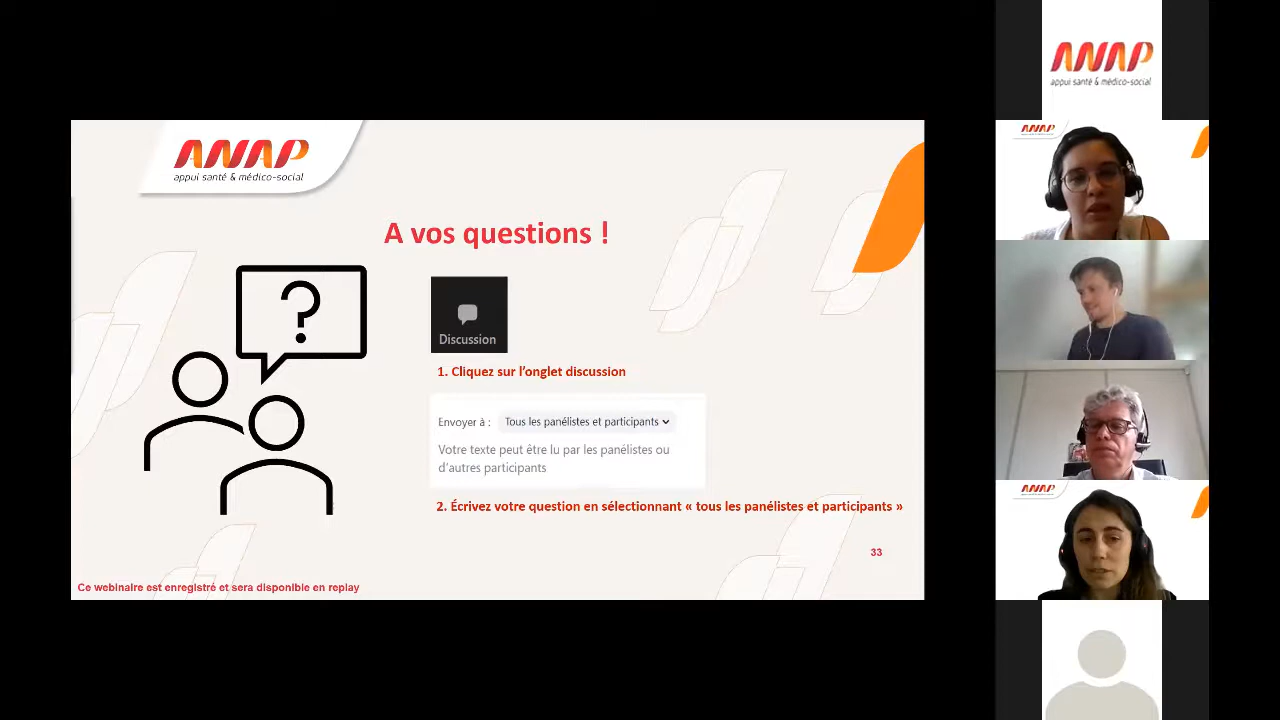 ANAP
appui santé & médico-social
A vos questions !
?
Discussion
1. Cliquez sur l'onglet discussion
Envoyer à : Tous les panélistes et participants
Votre texte peut être lu par les panélistes ou
d'autres participants
2. Écrivez votre question en sélectionnant « tous les panélistes et participants »
33
Ce webinaire est enregistré et sera disponible en replay
ANAP
appui santé & médico-social
ANAP
ANAP